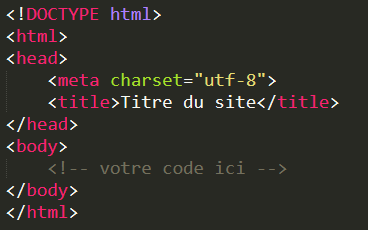 <!DOCTYPE html>
<html>
<head>
    <meta charset="utf-8">
    <title>Titre du site</title>
</head>
<body>
    <!-- votre code ici -->
</body>
</html>